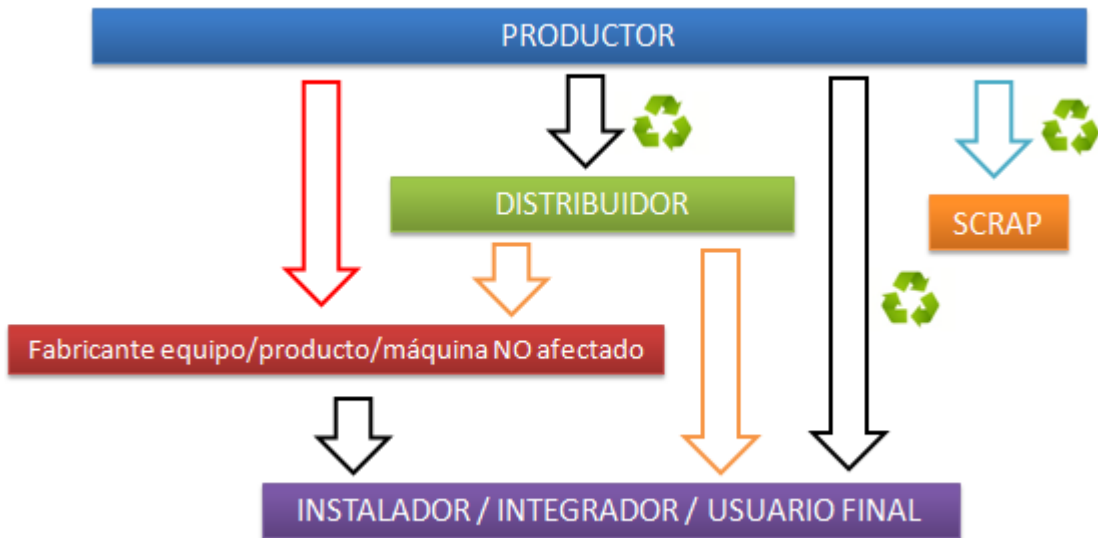 PRODUCTOR
DISTRIBUIDOR
SCRAP
Fabricante equipo/producto/máquina NO afectado
INSTALADOR / INTEGRADOR / USUARIO FINAL